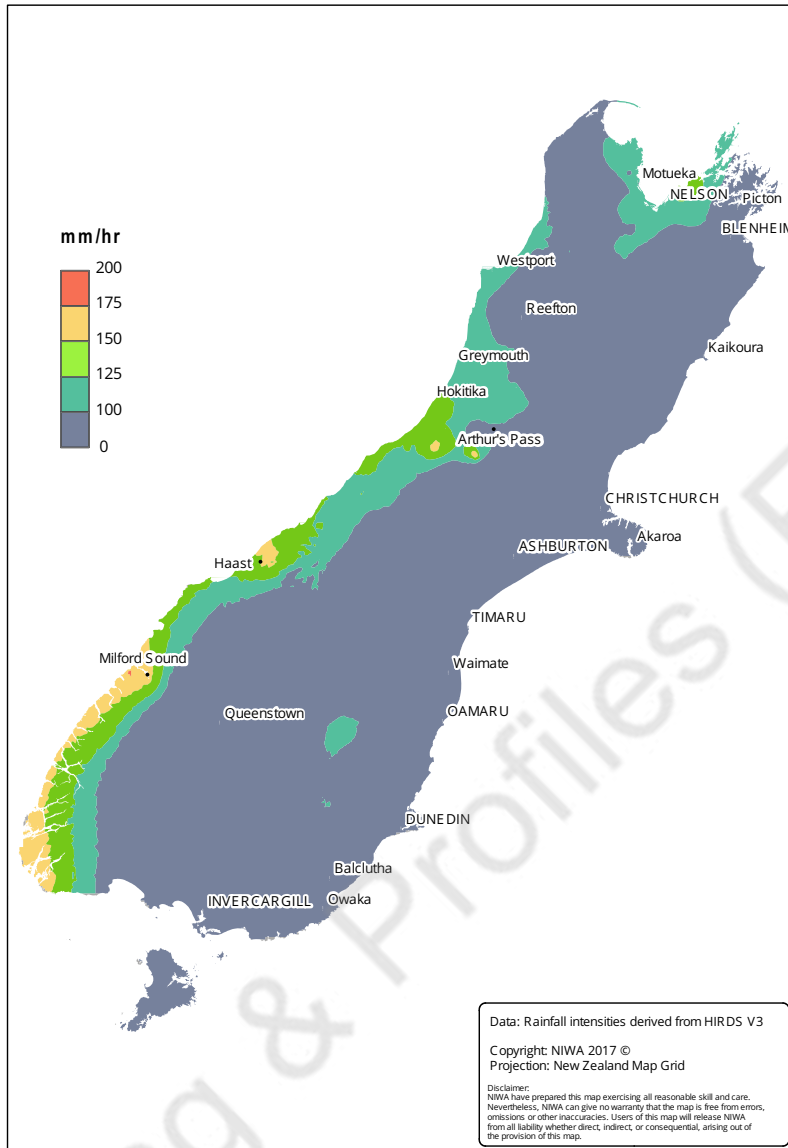 Motueka
NELSON
Picton
BLENHEIM
mm/hr
200
175
150
125
100
0
Westport
Reefton
Kaikoura
Greymouth
Hokitika
Arthur's Pass
CHRISTCHURCH
Akaroa
ASHBURTON
Haast
TIMARU
Milford Sound
Waimate
Queenstown
OAMARU
DUNEDIN
Balclutha
INVERCARGILL
Owaka
& Profiles (
Data: Rainfall intensities derived from HIRDS V3
Copyright: NIWA 2017 ©
Projection: New Zealand Map Grid
Disclaimer:
NIWA have prepared this map exercising all reasonable skill and care.
Nevertheless, NIWA can give no warranty that the map is free from errors,
omissions or other inaccuracies. Users of this map will release NIWA
from all liability whether direct, indirect, or consequential, arising out of
the provision of this map.